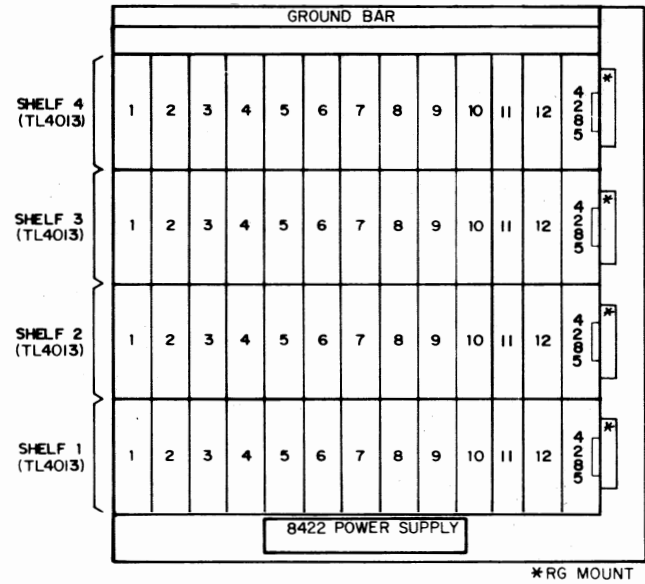 GROUND BAR
SHELF 4
(TL4013)
1 2 3 4 5 6 7 8 9 10 11 12 4285 *
SHELF 3
(TL4013)
1 2 3 4 5 6 7 8 9 10 11 12 4285 *
SHELF 2
(TL4013)
1 2 3 4 5 6 7 8 9 10 11 12 4285 *
SHELF 1
(TL4013)
1 2 3 4 5 6 7 8 9 10 11 12 4285 *
8422 POWER SUPPLY
*RG MOUNT